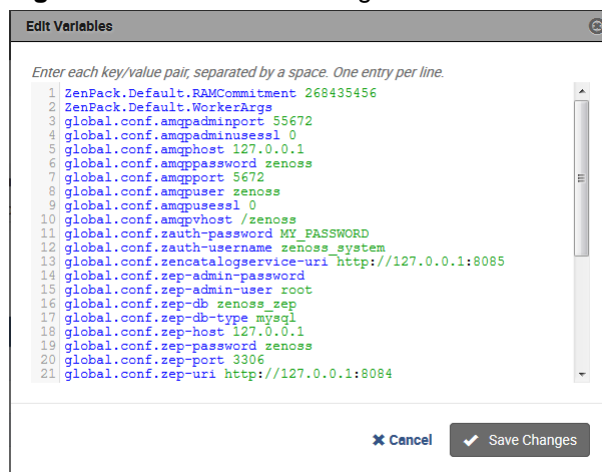 Edit Variables
Enter each key/value pair, separated by a space. One entry per line.
1 ZenPack.Default.RAMCommitment 268435456
2 ZenPack.Default.WorkerArgs
3 global.conf.amqpadminport 55672
4 global.conf.amqpadminusessl 0
5 global.conf.amqphost 127.0.0.1
6 global.conf.amqppassword zenoss
7 global.conf.amqpport 5672
8 global.conf.amqpuser zenoss
9 global.conf.amqpusessl 0
10 global.conf.amqpvhost /zenoss
11 global.conf.zauth-password MY_PASSWORD
12 global.conf.zauth-username zenoss_system
13 global.conf.zencatalogservice-uri http://127.0.0.1:8085
14 global.conf.zep-admin-password
15 global.conf.zep-admin-user root
16 global.conf.zep-db zenoss_zep
17 global.conf.zep-db-type mysql
18 global.conf.zep-host 127.0.0.1
19 global.conf.zep-password zenoss
20 global.conf.zep-port 3306
21 global.conf.zep-uri http://127.0.0.1:8084
Cancel
Save Changes